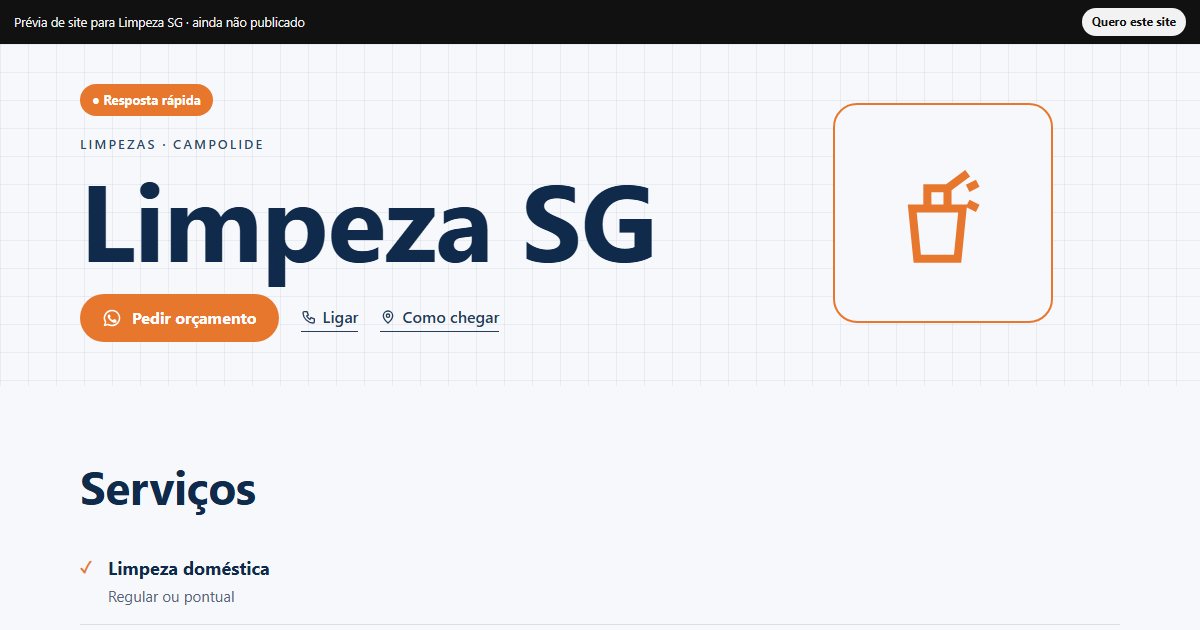 Prévia de site para Limpeza SG · ainda não publicado
Quero este site
Resposta rápida
LIMPEZAS · CAMPOLIDE
Limpeza SG
Pedir orçamento
Ligar
Como chegar
Serviços
Limpeza doméstica
Regular ou pontual